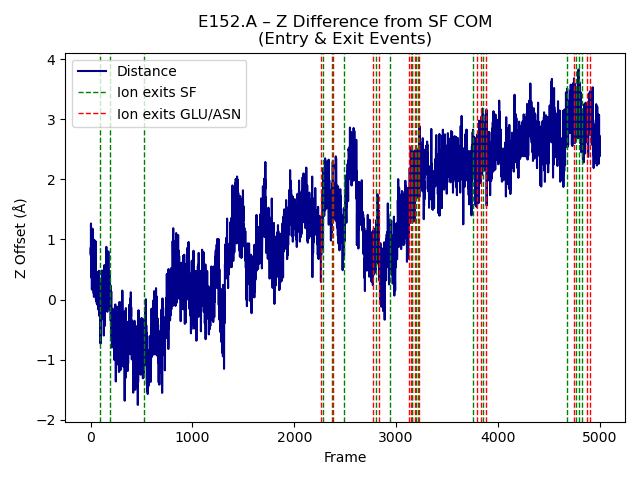 E152.A – Z Difference from SF COM
(Entry & Exit Events)
Distance
Ion exits SF
Ion exits GLU/ASN
Z Offset (Å)
4
3
2
1
0
−1
−2
0 1000 2000 3000 4000 5000
Frame